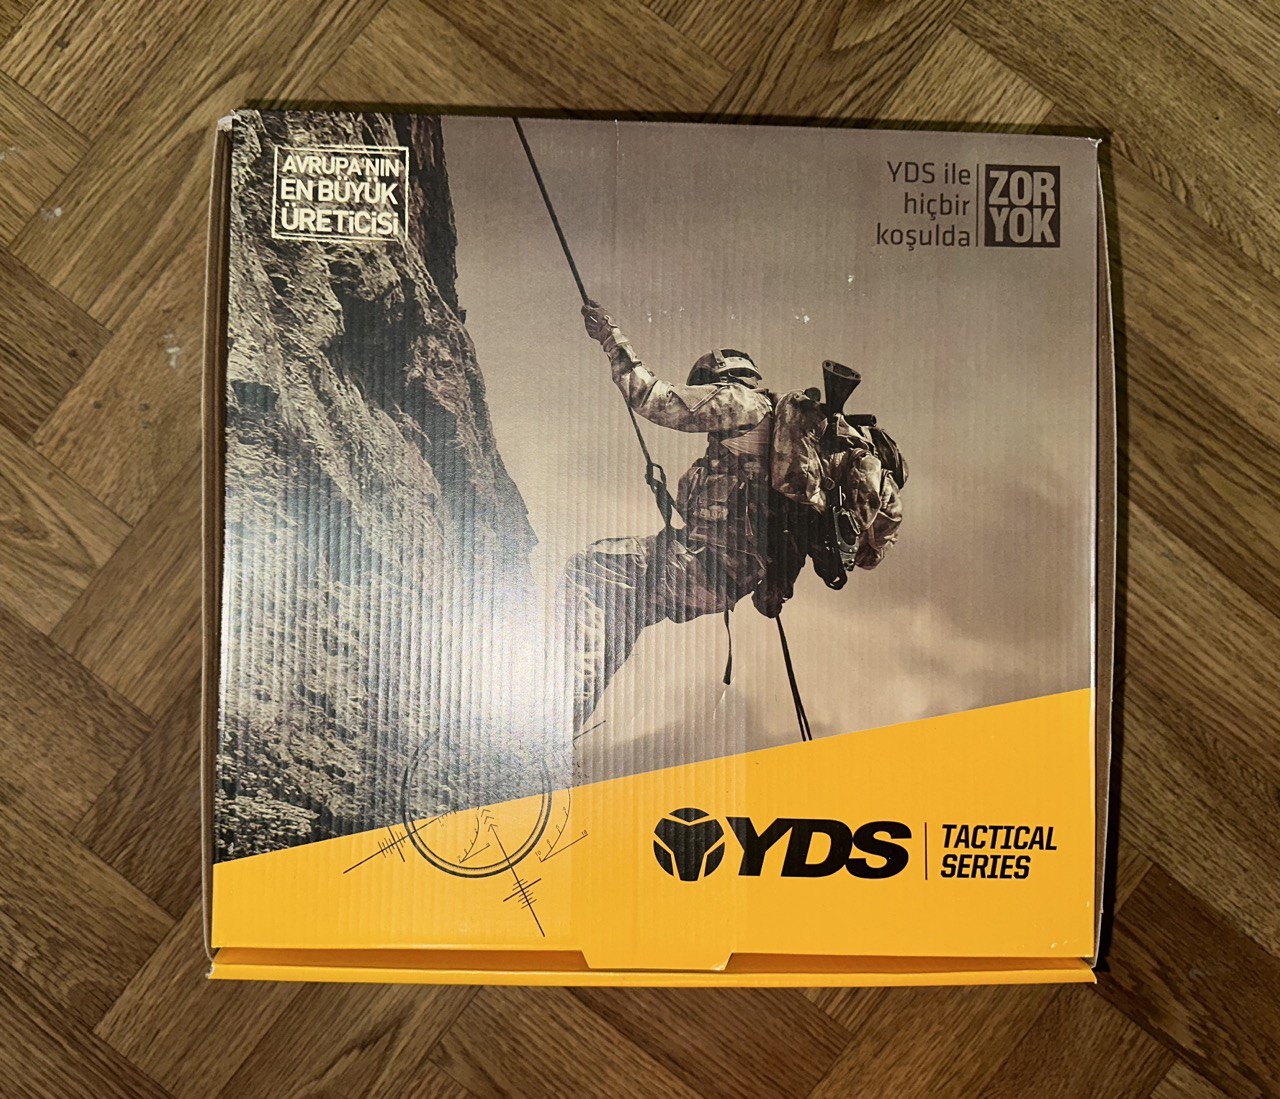 AVRUPA'NIN
EN BÜYÜK
ÜRETİCİSİ
YDS ile
hiçbir
koşulda
ZOR
YOK
YDS
TACTICAL
SERIES